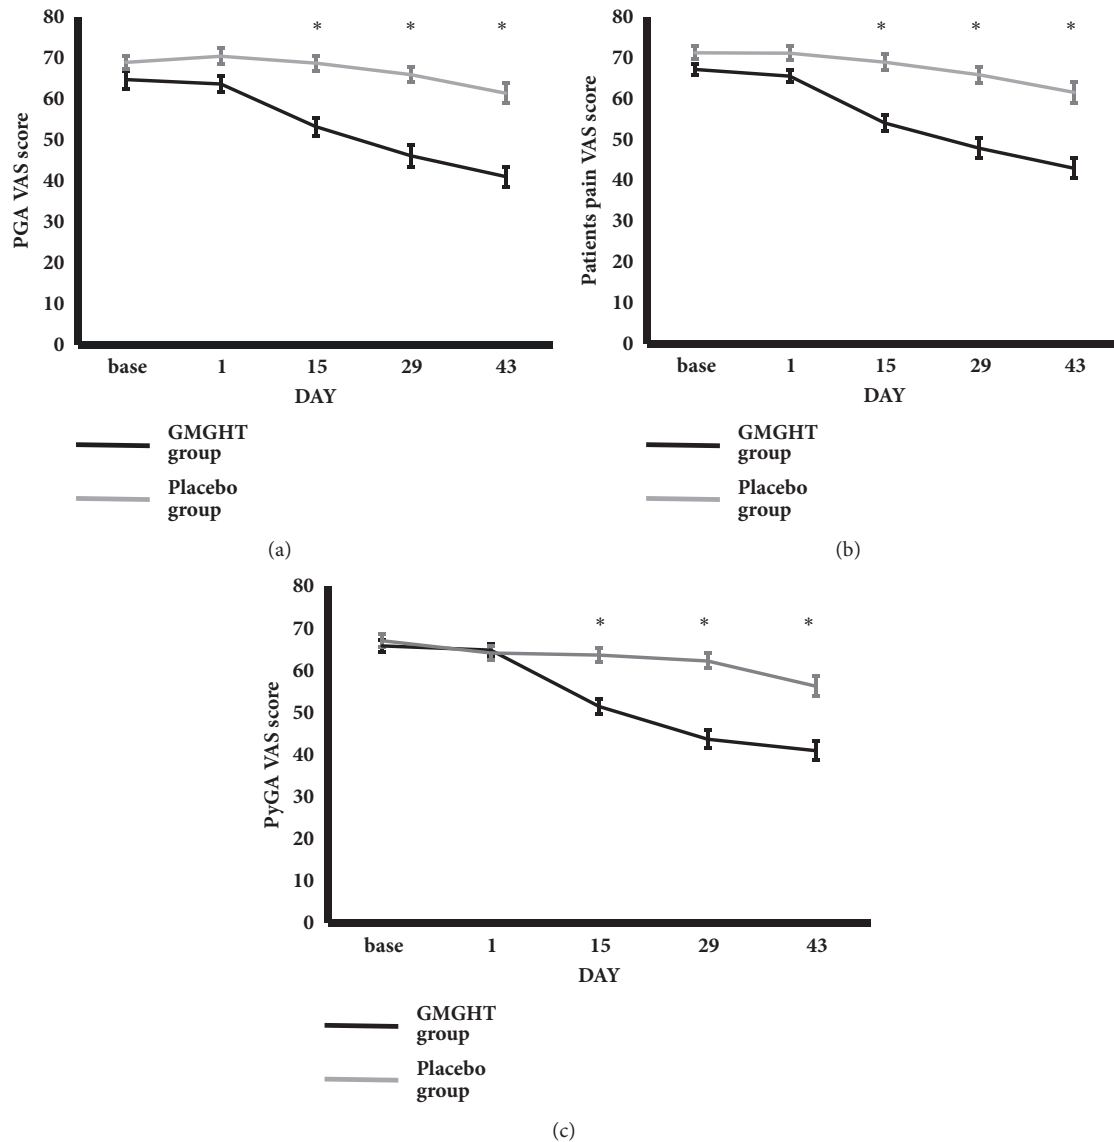 80
70
60
50
40
30
20
10
0
PGA VAS score
* * *
base 1 15 29 43
DAY
GMGHT
group
Placebo
group
(a)
80
70
60
50
40
30
20
10
0
Patients pain VAS score
* * *
base 1 15 29 43
DAY
GMGHT
group
Placebo
group
(b)
80
70
60
50
40
30
20
10
0
PyGA VAS score
* * *
base 1 15 29 43
DAY
GMGHT
group
Placebo
group
(c)